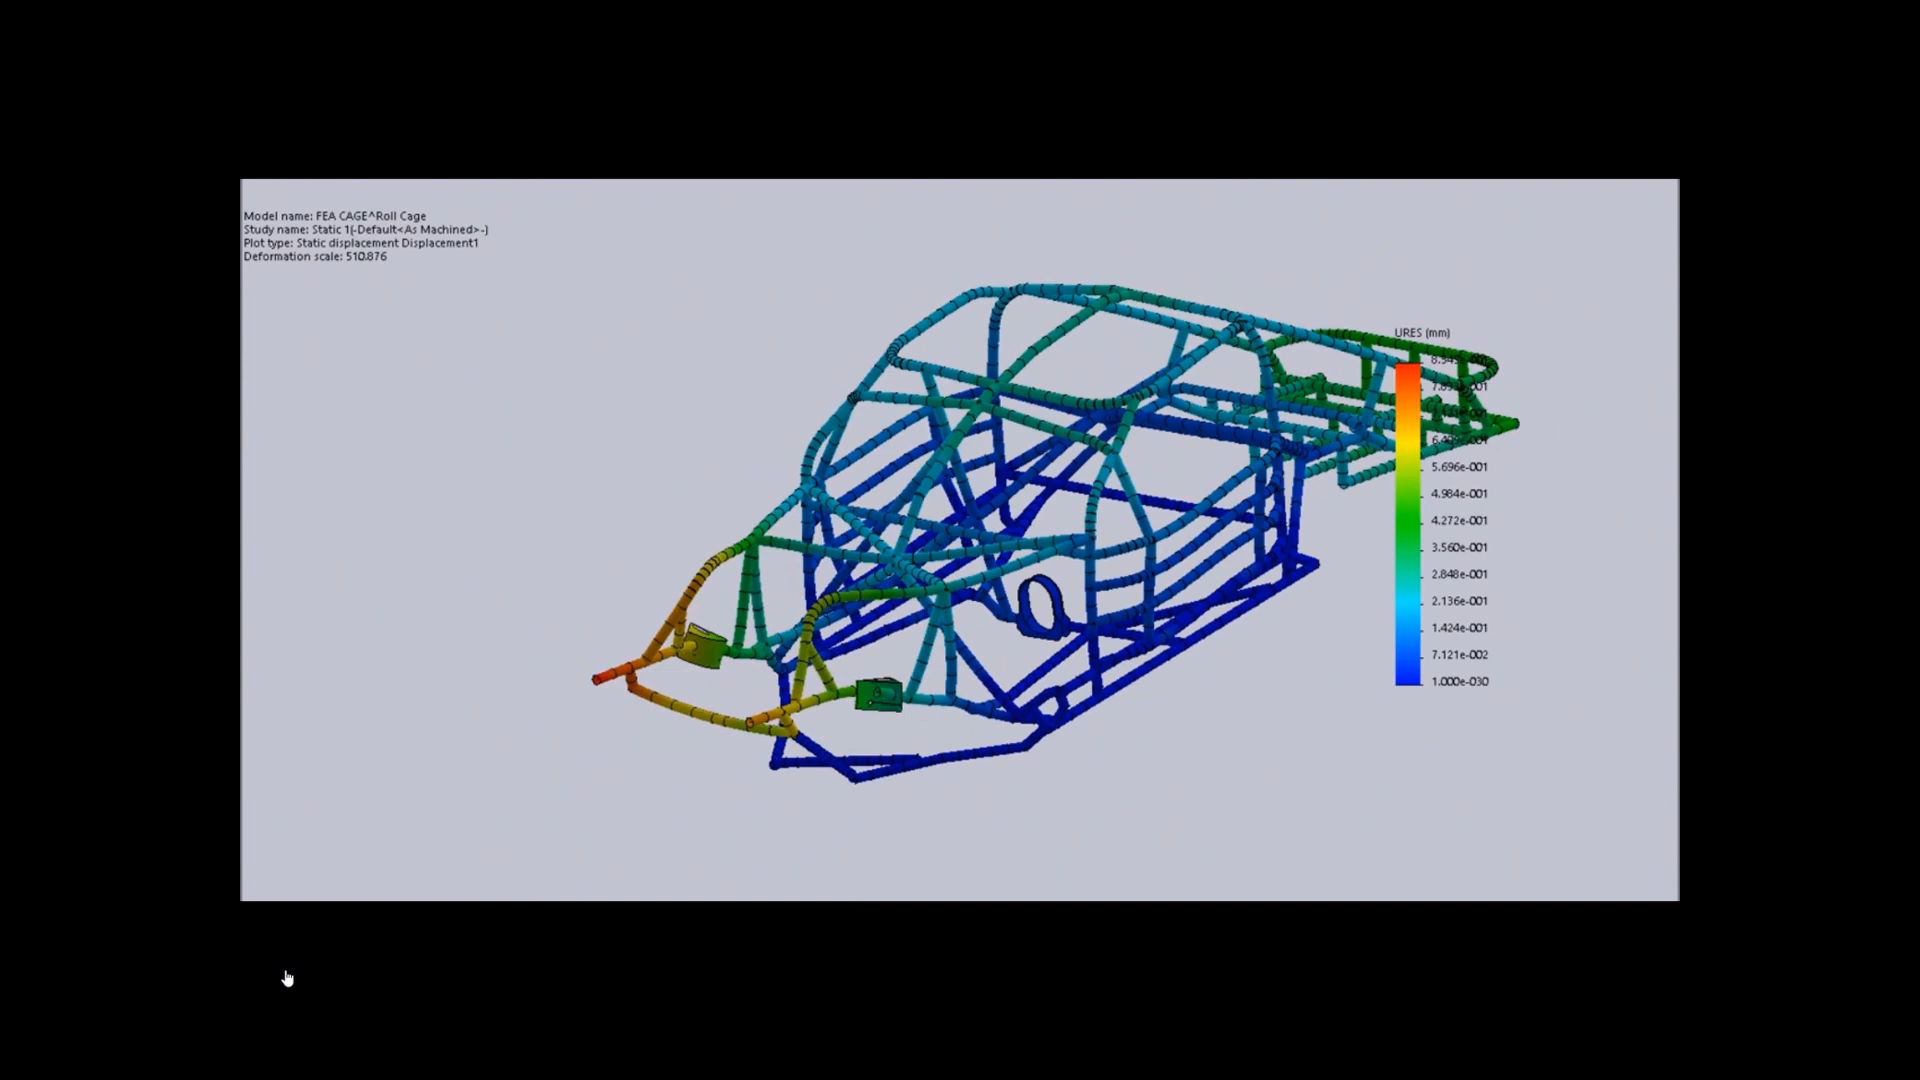 Model name: FEA CAGE^Roll Cage
Study name: Static 1(-Default<As Machined>-)
Plot type: Static displacement Displacement1
Deformation scale: 510.876
URES (mm)
5.696e-001
4.984e-001
4.272e-001
3.560e-001
2.848e-001
2.136e-001
1.424e-001
7.121e-002
1.000e-030